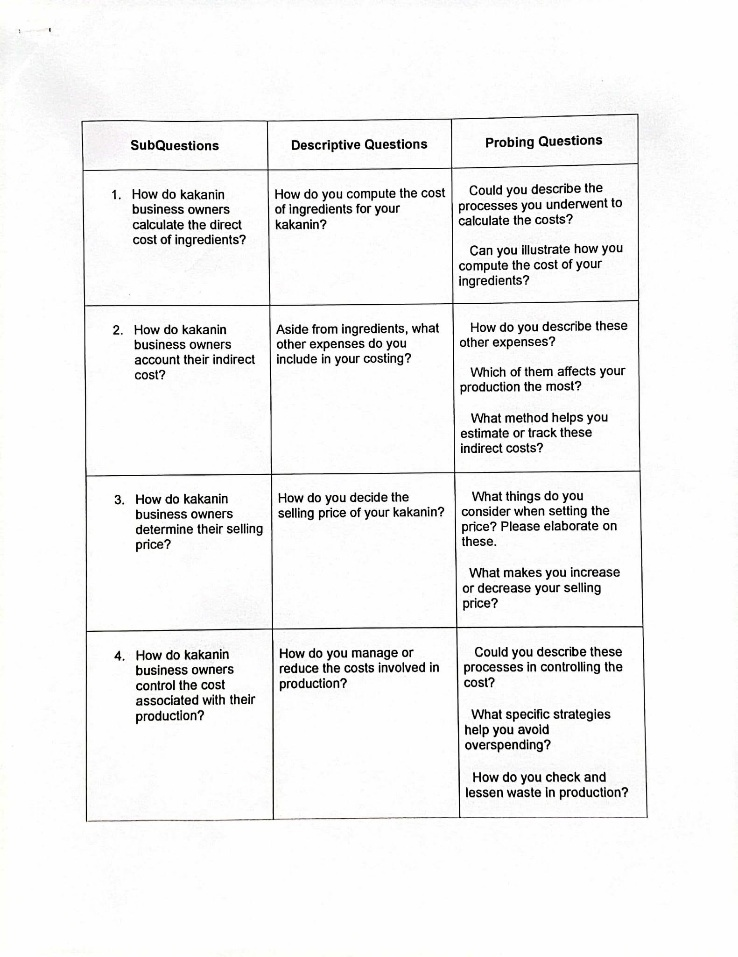 SubQuestions
Descriptive Questions
Probing Questions
1. How do kakanin
business owners
calculate the direct
cost of ingredients?
How do you compute the cost
of ingredients for your
kakanin?
Could you describe the
processes you underwent to
calculate the costs?
Can you illustrate how you
compute the cost of your
ingredients?
2. How do kakanin
business owners
account their indirect
cost?
Aside from ingredients, what
other expenses do you
include in your costing?
How do you describe these
other expenses?
Which of them affects your
production the most?
What method helps you
estimate or track these
indirect costs?
3. How do kakanin
business owners
determine their selling
price?
How do you decide the
selling price of your kakanin?
What things do you
consider when setting the
price? Please elaborate on
these.
What makes you increase
or decrease your selling
price?
4. How do kakanin
business owners
control the cost
associated with their
production?
How do you manage or
reduce the costs involved in
production?
Could you describe these
processes in controlling the
cost?
What specific strategies
help you avoid
overspending?
How do you check and
lessen waste in production?